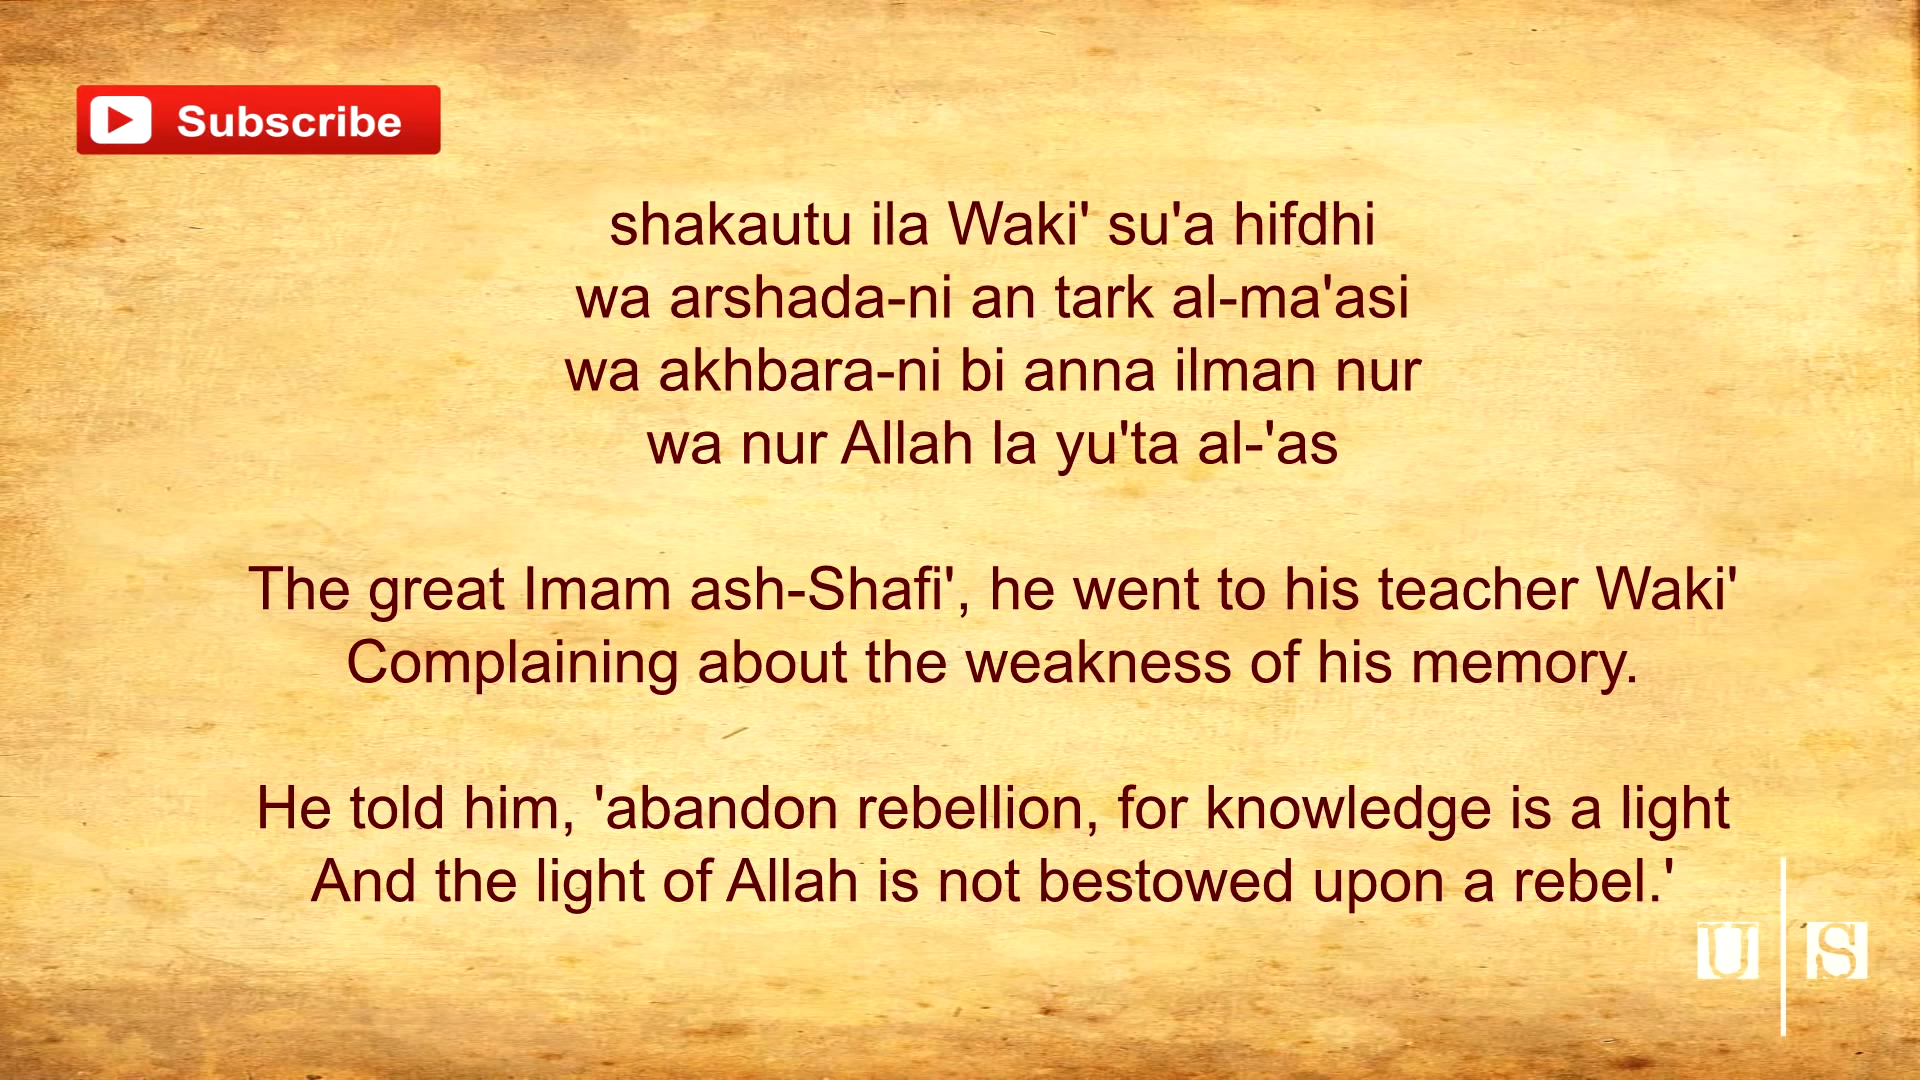 Subscribe
shakautu ila Waki' su'a hifdhi
wa arshada-ni an tark al-ma'asi
wa akhbara-ni bi anna ilman nur
wa nur Allah la yu'ta al-'as
The great Imam ash-Shafi', he went to his teacher Waki'
Complaining about the weakness of his memory.
He told him, 'abandon rebellion, for knowledge is a light
And the light of Allah is not bestowed upon a rebel.'
U S